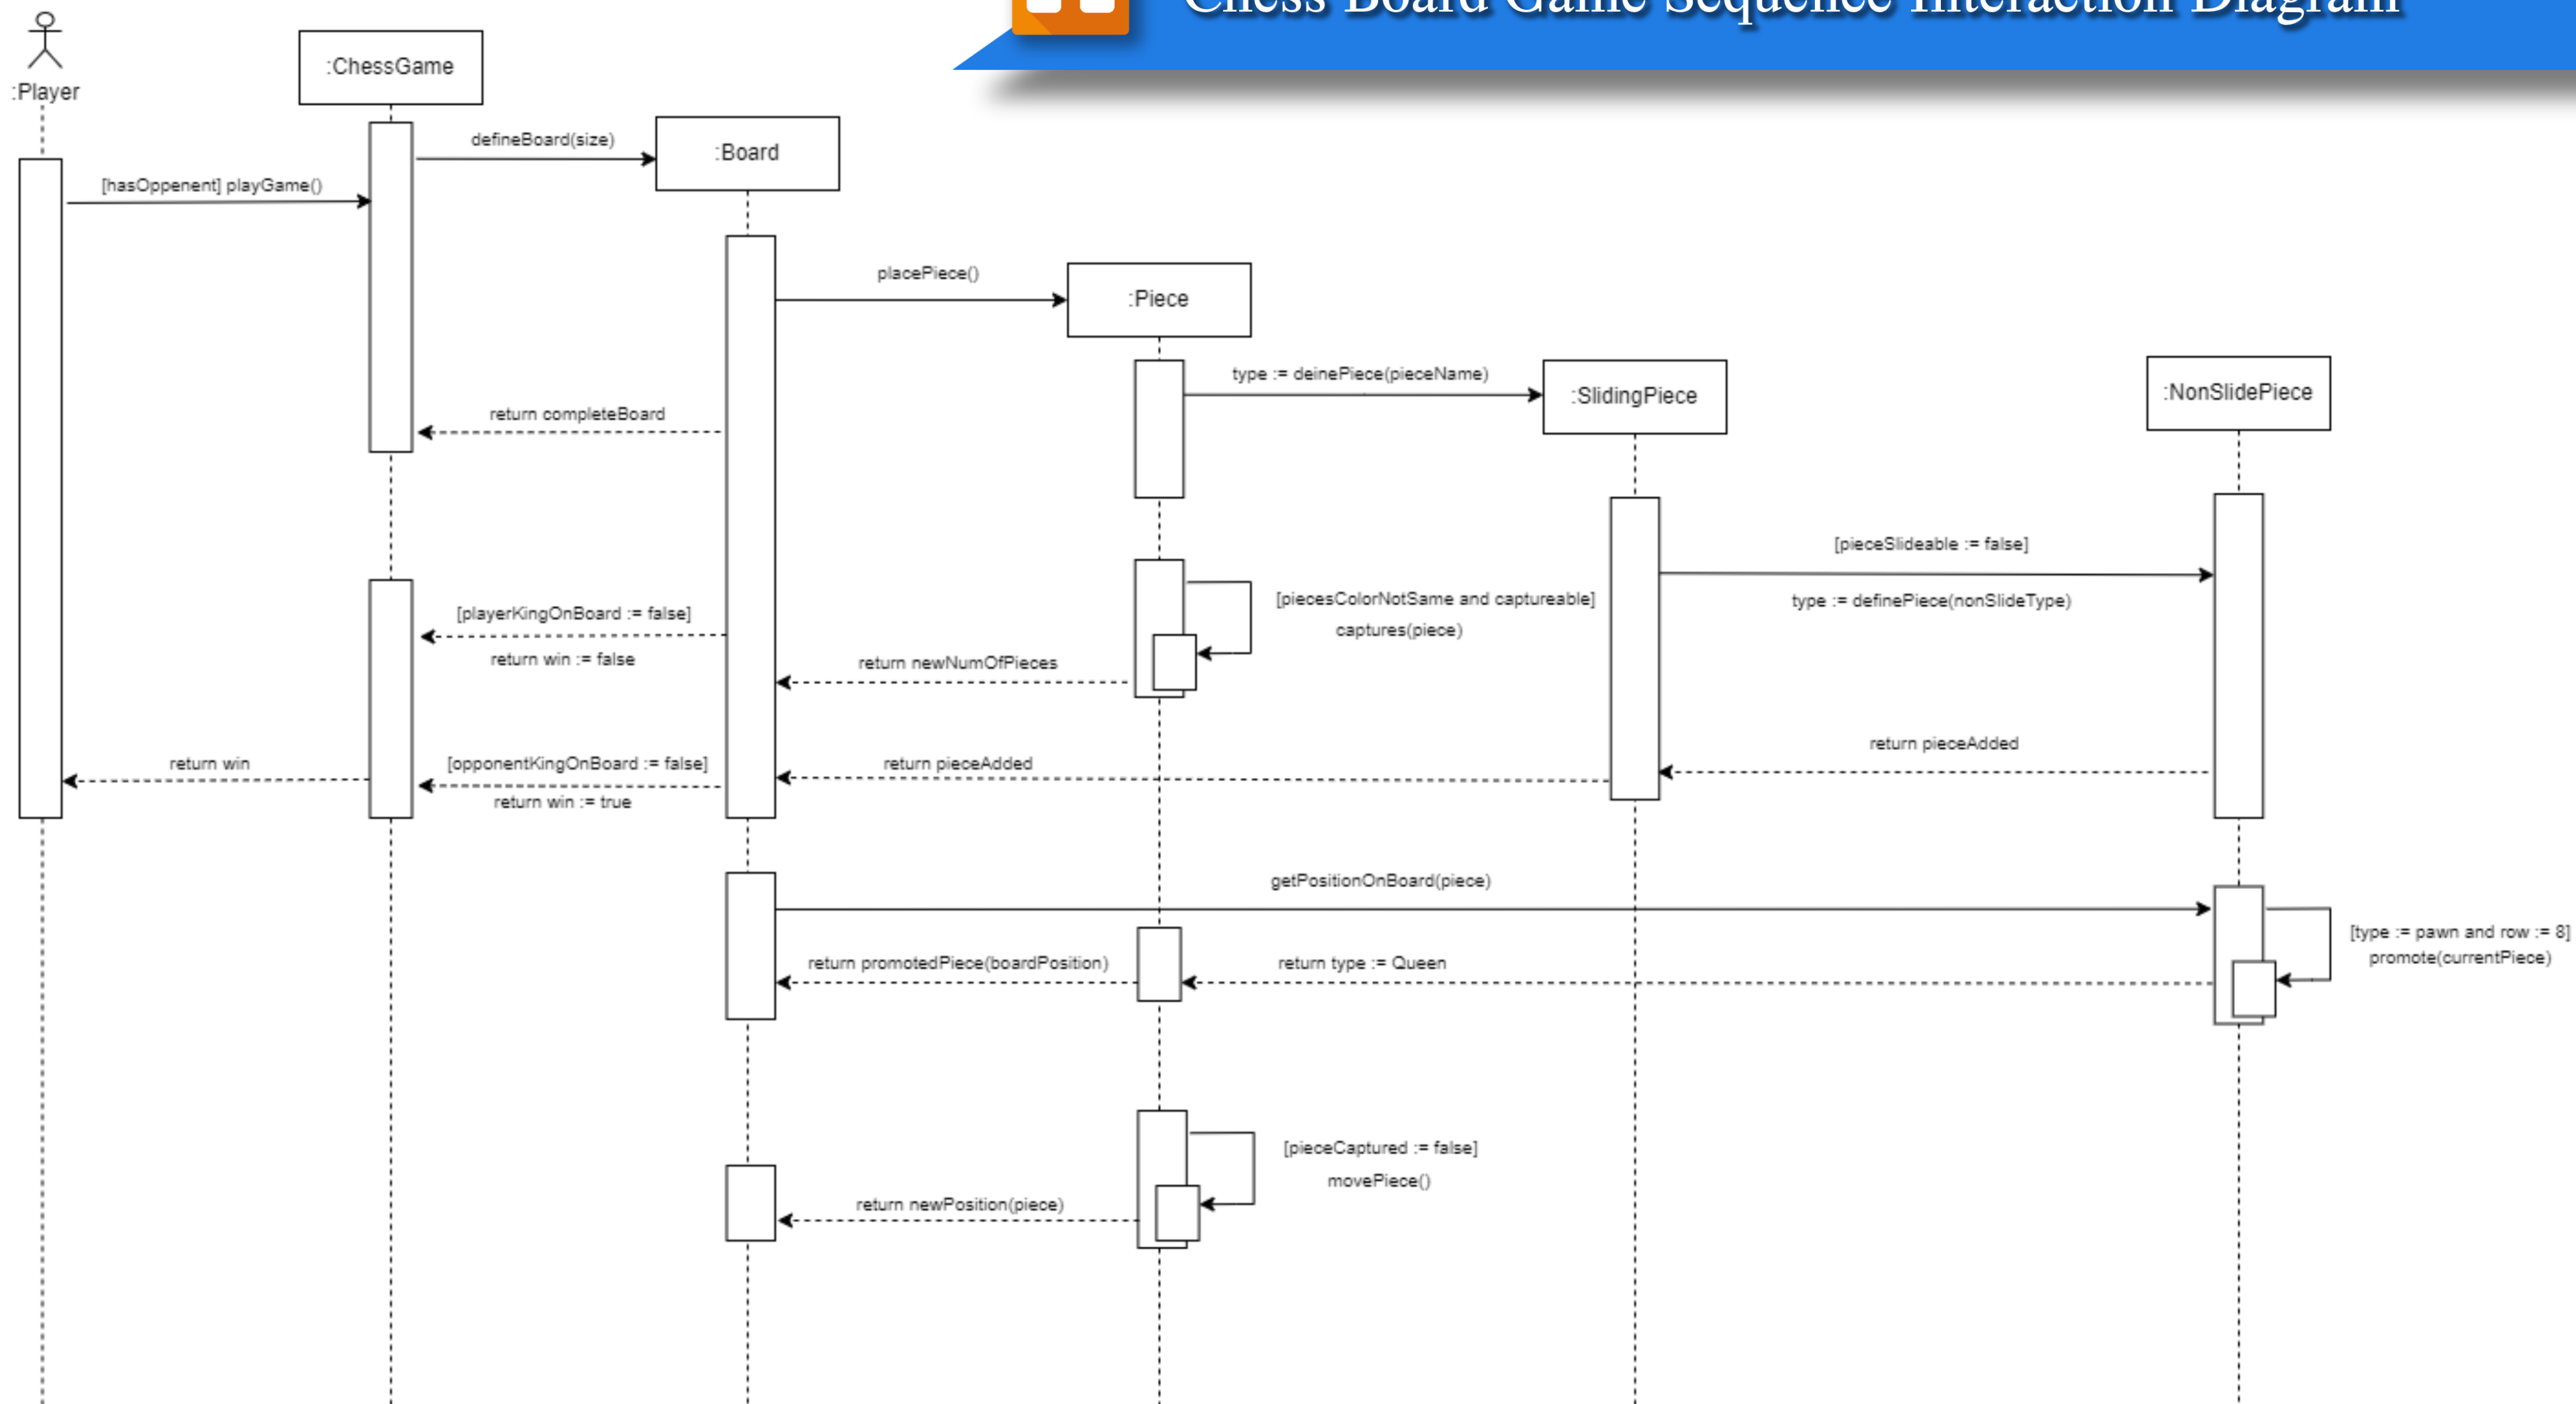 Chess Board Game Sequence Interaction Diagram
:Player
:ChessGame
defineBoard(size)
:Board
[hasOppenent] playGame()
placePiece()
:Piece
type := deinePiece(pieceName)
:SlidingPiece
:NonSlidePiece
return completeBoard
[pieceSlideable := false]
type := definePiece(nonSlideType)
[piecesColorNotSame and captureable]
captures(piece)
[playerKingOnBoard := false]
return win := false
return newNumOfPieces
return pieceAdded
return win
[opponentKingOnBoard := false]
return win := true
return pieceAdded
getPositionOnBoard(piece)
[type := pawn and row := 8]
promote(currentPiece)
return promotedPiece(boardPosition)
return type := Queen
[pieceCaptured := false]
movePiece()
return newPosition(piece)